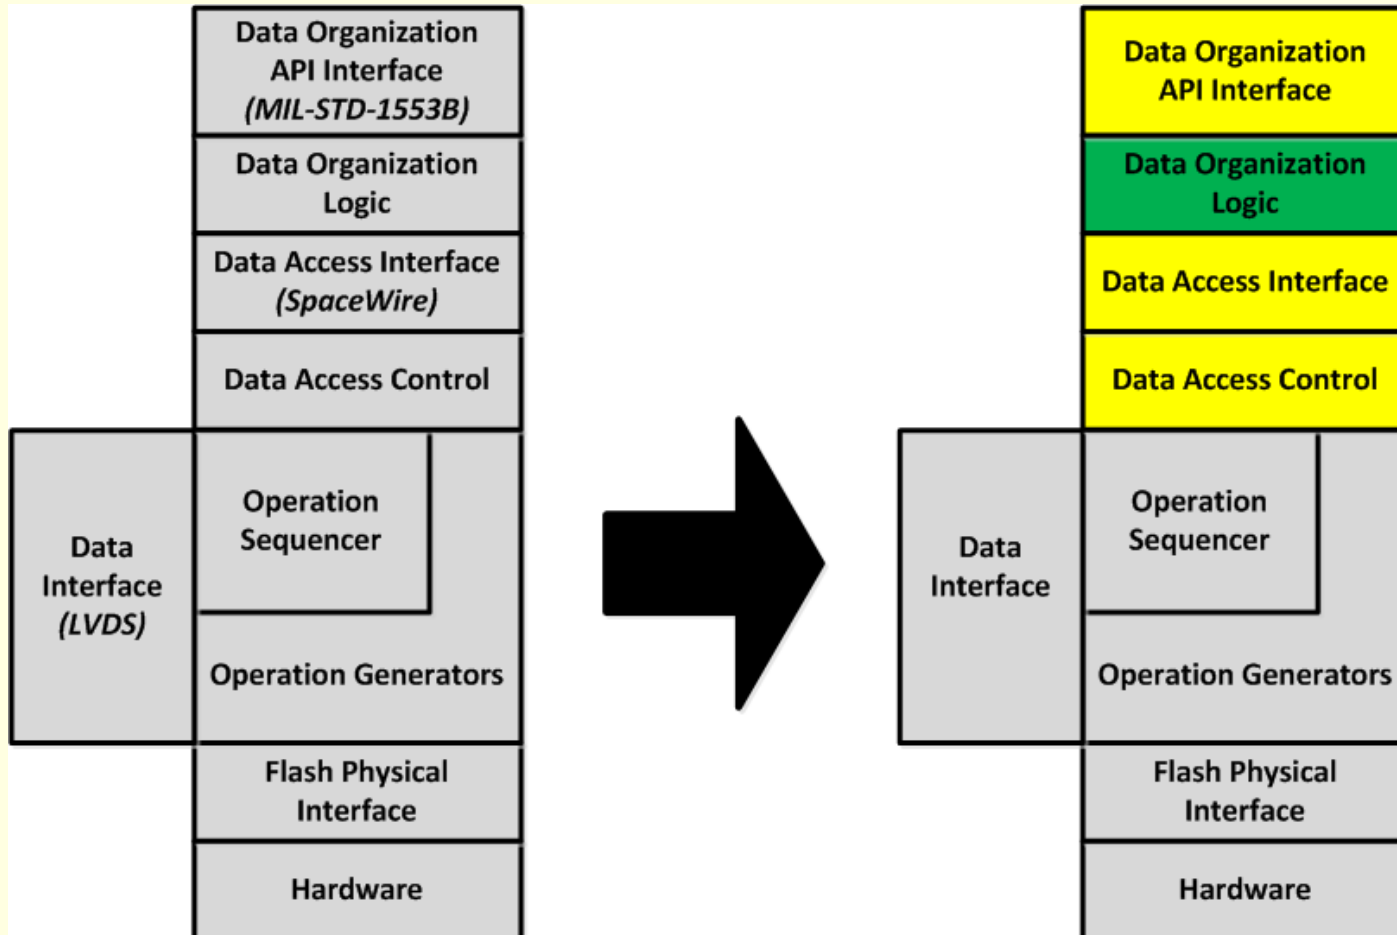 Data Organization
API Interface
(MIL-STD-1553B)
Data Organization
Logic
Data Access Interface
(SpaceWire)
Data Access Control
Data
Interface
(LVDS)
Operation
Sequencer
Operation Generators
Flash Physical
Interface
Hardware
Data Organization
API Interface
Data Organization
Logic
Data Access Interface
Data Access Control
Data
Interface
Operation
Sequencer
Operation Generators
Flash Physical
Interface
Hardware